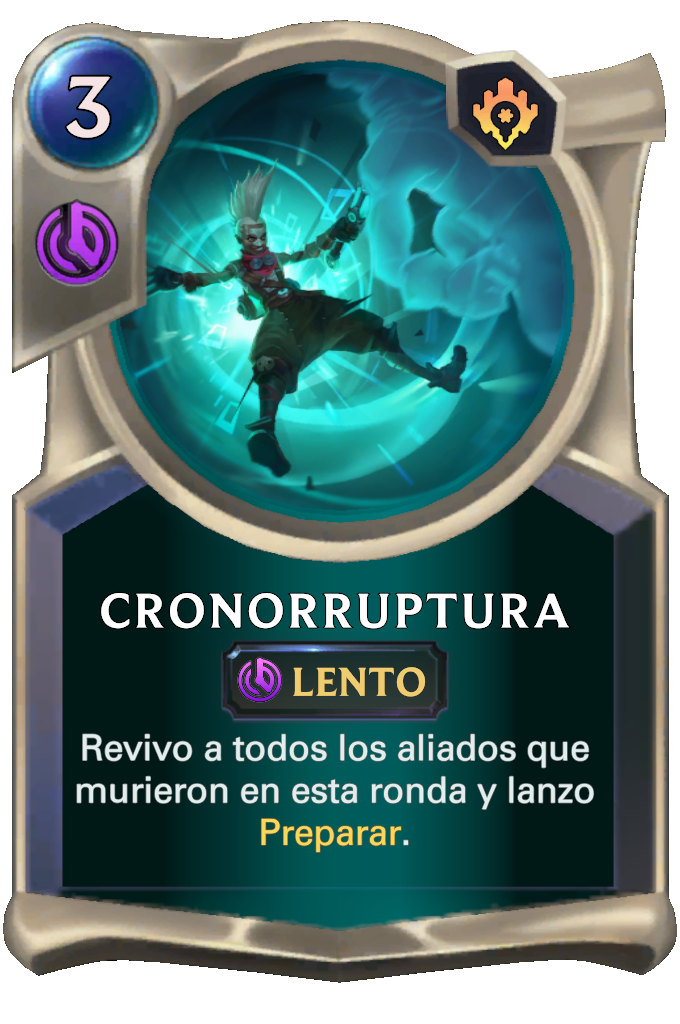 3
CRONORRUPTURA
LENTO
Revivo a todos los aliados que
murieron en esta ronda y lanzo
Preparar.